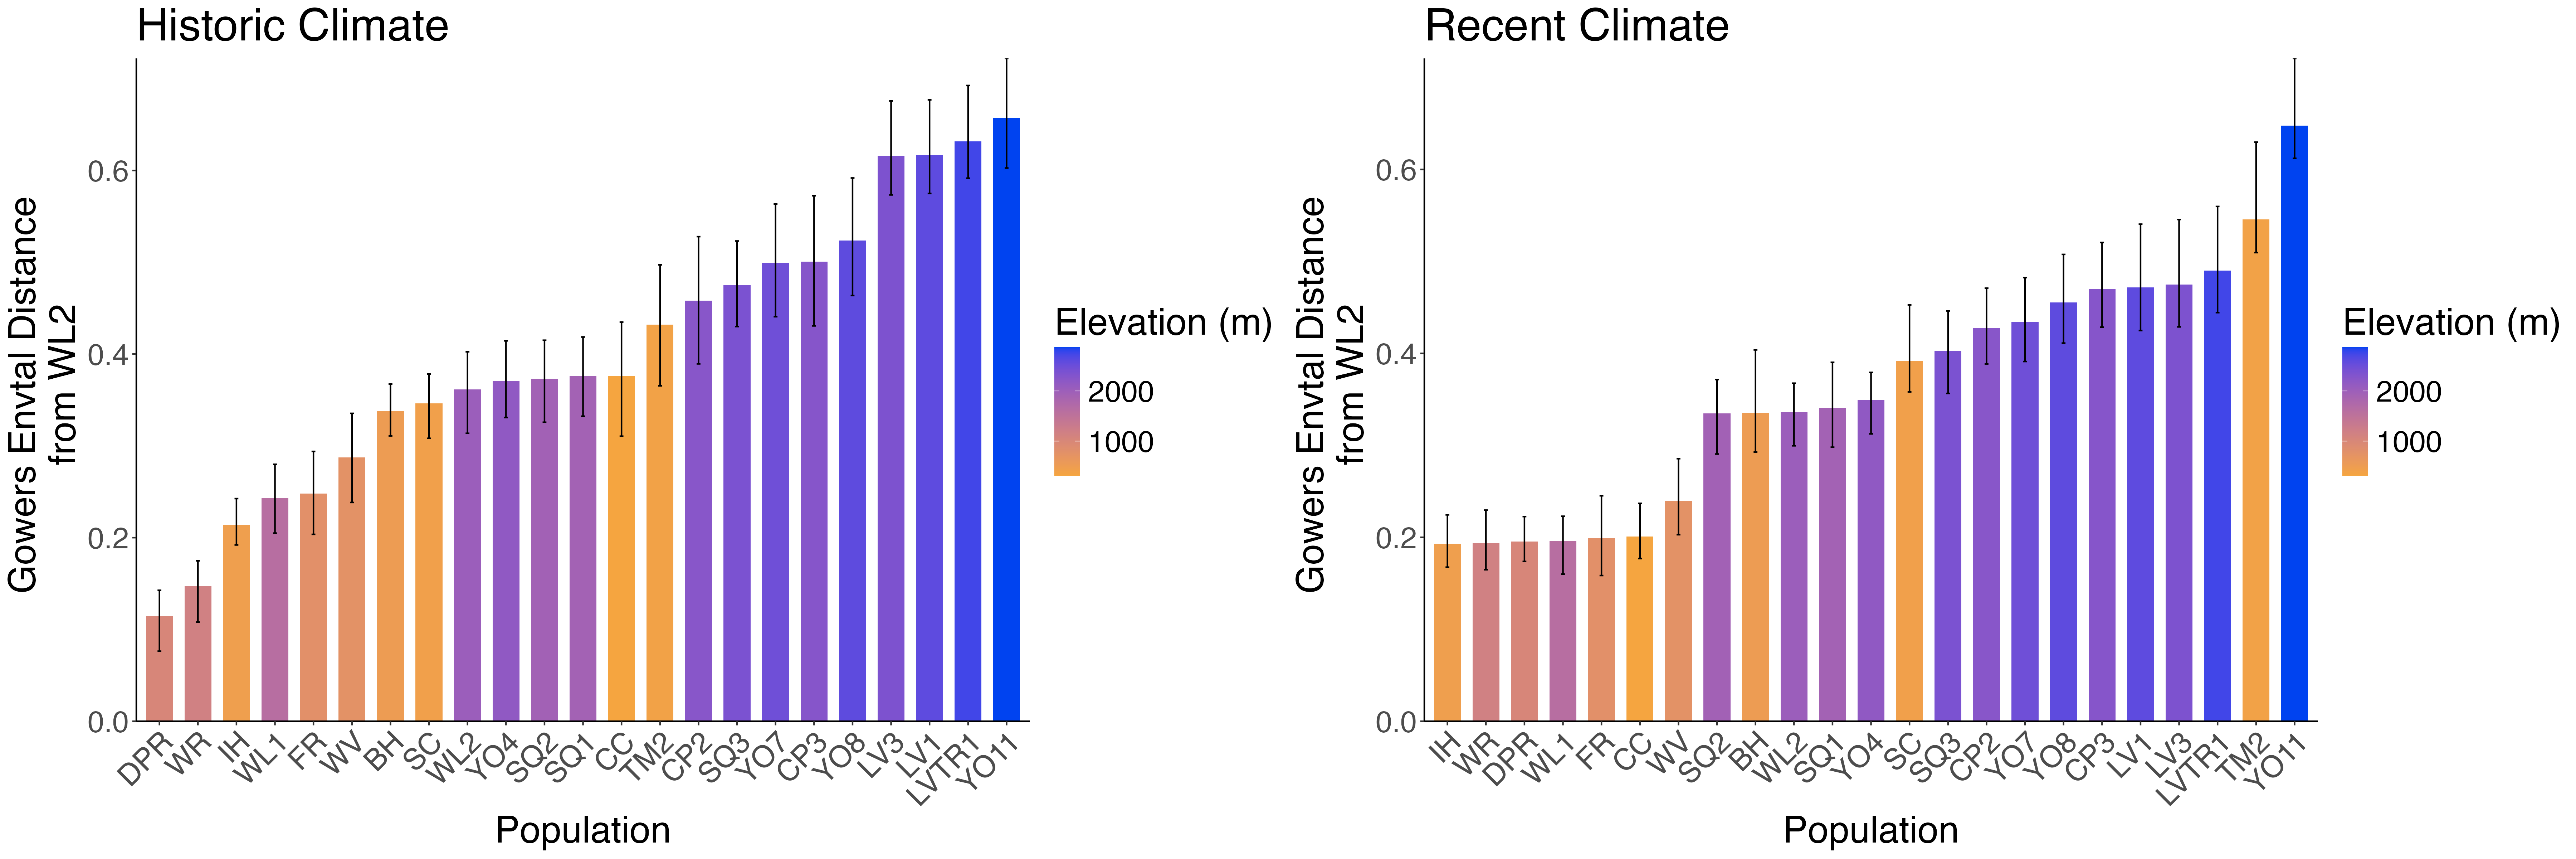 Historic Climate
Gowers Envtal Distance
from WL2
0.6
0.4
0.2
0.0
DPR
WR
IH
WL1
FR
WV
BH
SC
WL2
YO4
SQ2
SQ1
CC
TM2
CP2
SQ3
YO7
CP3
YO8
LV3
LV1
LVTR1
YO11
Population
Elevation (m)
2000
1000
Recent Climate
Gowers Envtal Distance
from WL2
0.6
0.4
0.2
0.0
IH
WR
DPR
WL1
FR
CC
WV
SQ2
BH
WL2
SQ1
YO4
SC
SQ3
CP2
YO7
YO8
CP3
LV1
LV3
LVTR1
TM2
YO11
Population
Elevation (m)
2000
1000